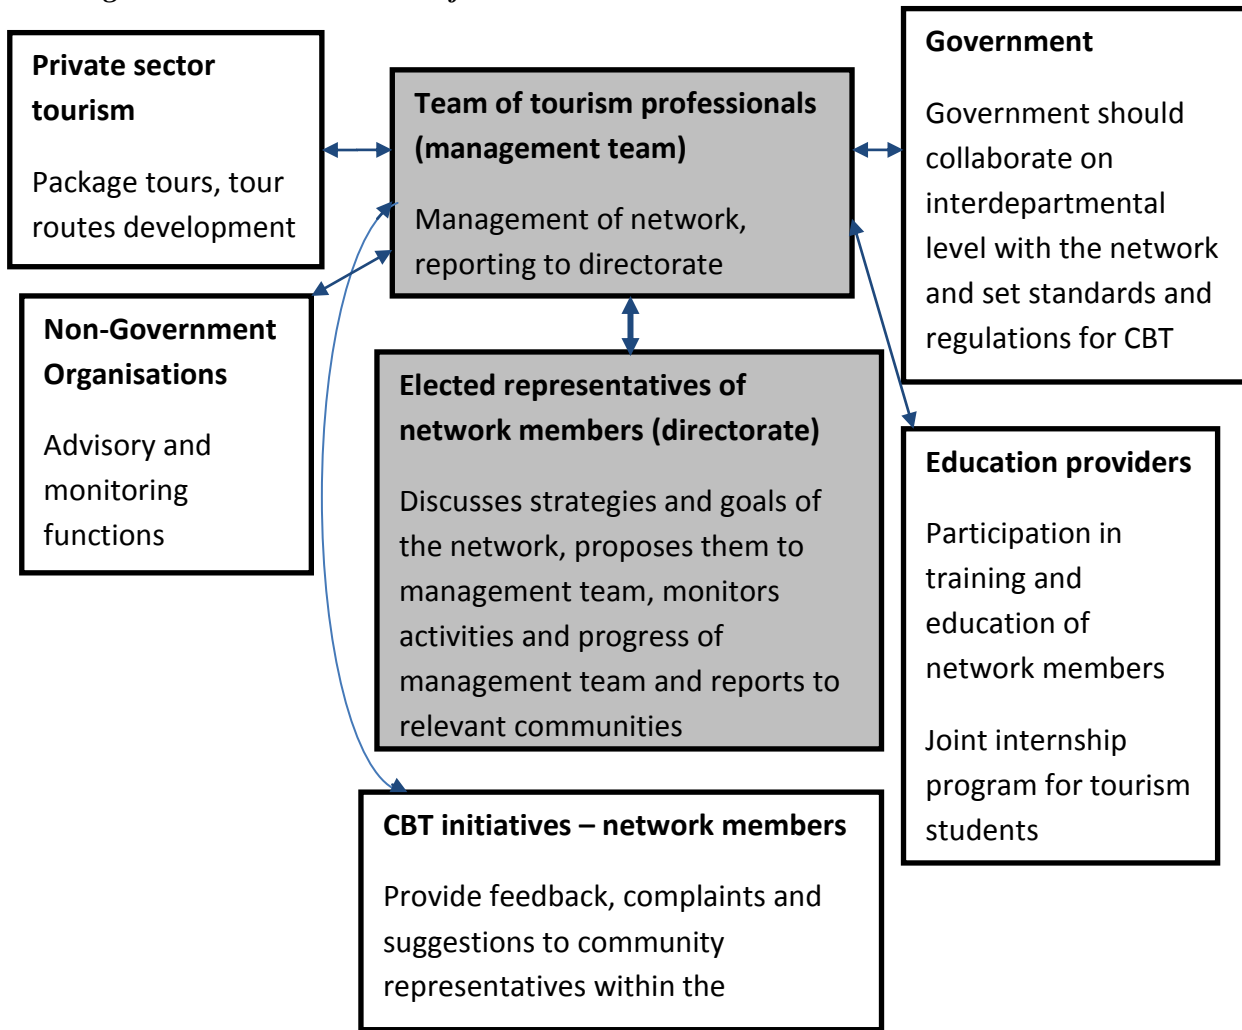 Private sector
tourism
Package tours, tour
routes development
Team of tourism professionals
(management team)
Management of network,
reporting to directorate
Government
Government should
collaborate on
interdepartmental
level with the network
and set standards and
regulations for CBT
Non-Government
Organisations
Advisory and
monitoring
functions
Elected representatives of
network members (directorate)
Discusses strategies and goals of
the network, proposes them to
management team, monitors
activities and progress of
management team and reports to
relevant communities
Education providers
Participation in
training and
education of
network members
Joint internship
program for tourism
students
CBT initiatives – network members
Provide feedback, complaints and
suggestions to community
representatives within the